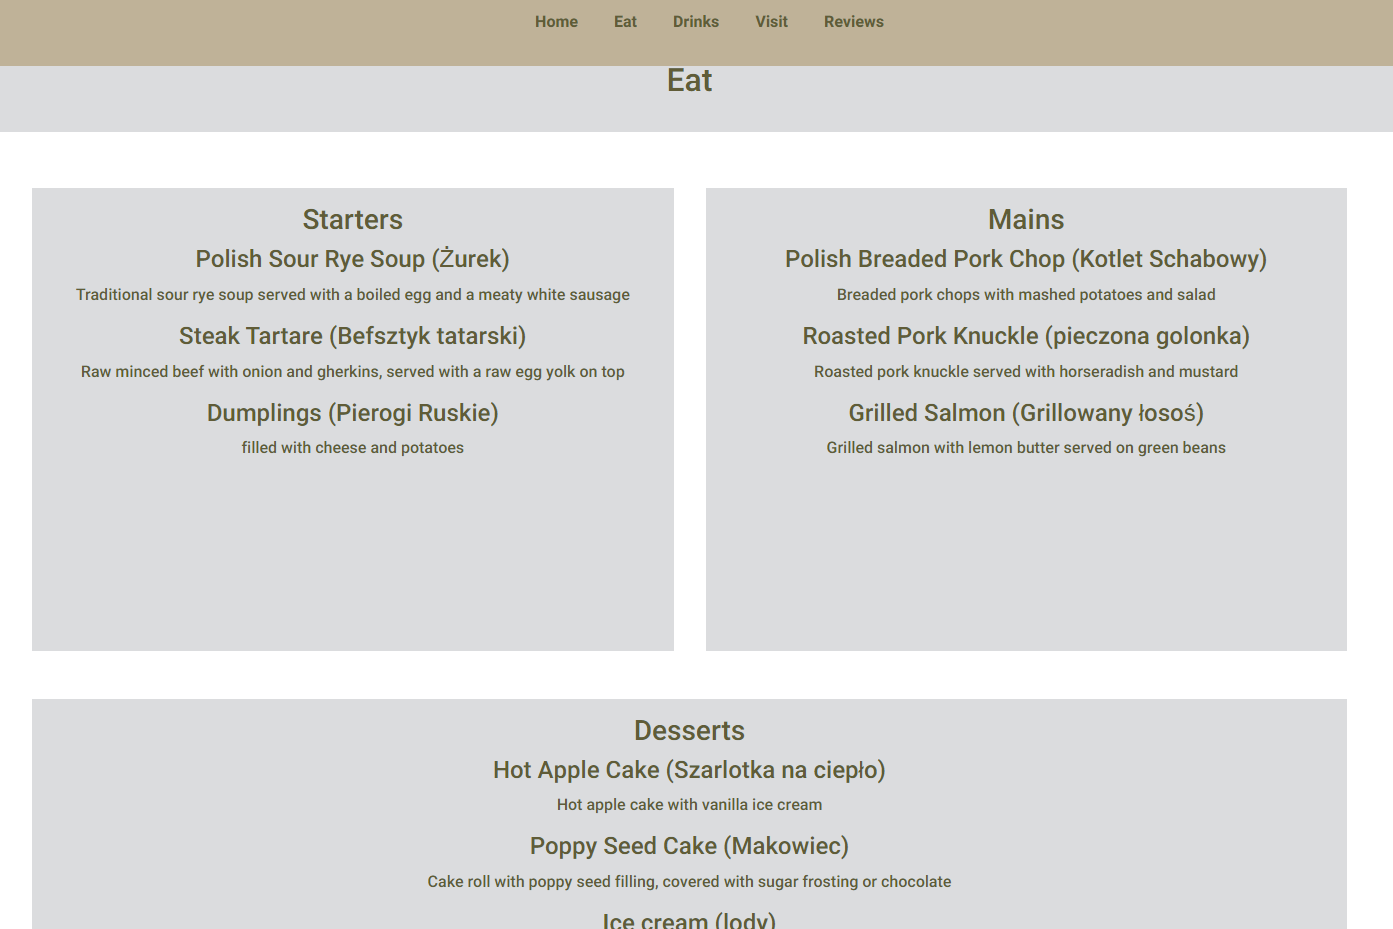 Home Eat Drinks Visit Reviews
Eat
Starters
Polish Sour Rye Soup (Żurek)
Traditional sour rye soup served with a boiled egg and a meaty white sausage
Steak Tartare (Befsztyk tatarski)
Raw minced beef with onion and gherkins, served with a raw egg yolk on top
Dumplings (Pierogi Ruskie)
filled with cheese and potatoes
Mains
Polish Breaded Pork Chop (Kotlet Schabowy)
Breaded pork chops with mashed potatoes and salad
Roasted Pork Knuckle (pieczona golonka)
Roasted pork knuckle served with horseradish and mustard
Grilled Salmon (Grillowany łosoś)
Grilled salmon with lemon butter served on green beans
Desserts
Hot Apple Cake (Szarlotka na ciepło)
Hot apple cake with vanilla ice cream
Poppy Seed Cake (Makowiec)
Cake roll with poppy seed filling, covered with sugar frosting or chocolate
Ice cream (lody)